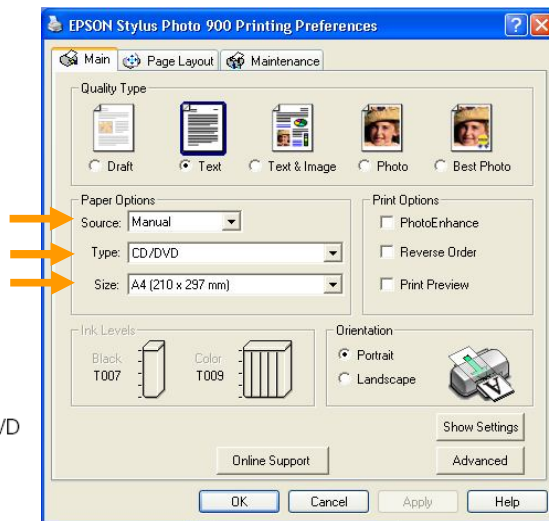 EPSON Stylus Photo 900 Printing Preferences
Main Page Layout Maintenance
Quality Type
Draft Text Text & Image Photo Best Photo
Paper Options
Source: Manual
Type: CD/DVD
Size: A4 (210 x 297 mm)
Print Options
PhotoEnhance
Reverse Order
Print Preview
Ink Levels
Black
T007
Color
T009
Orientation
Portrait
Landscape
A
/D
Show Settings
Online Support Advanced
OK Cancel Apply Help